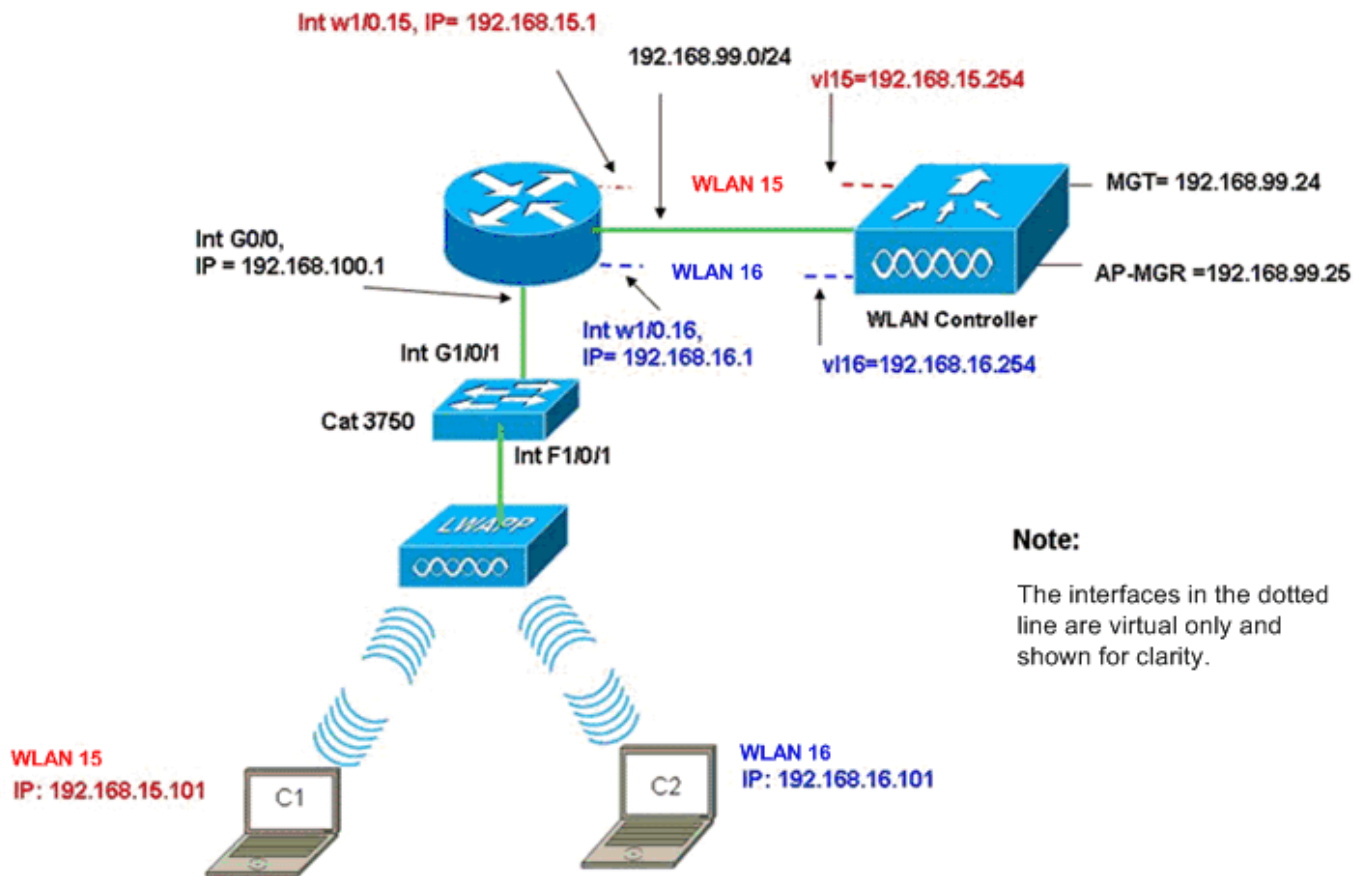 Int w1/0.15, IP= 192.168.15.1
192.168.99.0/24
vl15=192.168.15.254
WLAN 15
MGT= 192.168.99.24
Int G0/0,
IP = 192.168.100.1
WLAN 16
AP-MGR =192.168.99.25
WLAN Controller
Int w1/0.16,
IP= 192.168.16.1
vl16=192.168.16.254
Int G1/0/1
Cat 3750
Int F1/0/1
LWAPP
Note:
The interfaces in the dotted
line are virtual only and
shown for clarity.
WLAN 15
IP: 192.168.15.101
C1
C2
WLAN 16
IP: 192.168.16.101